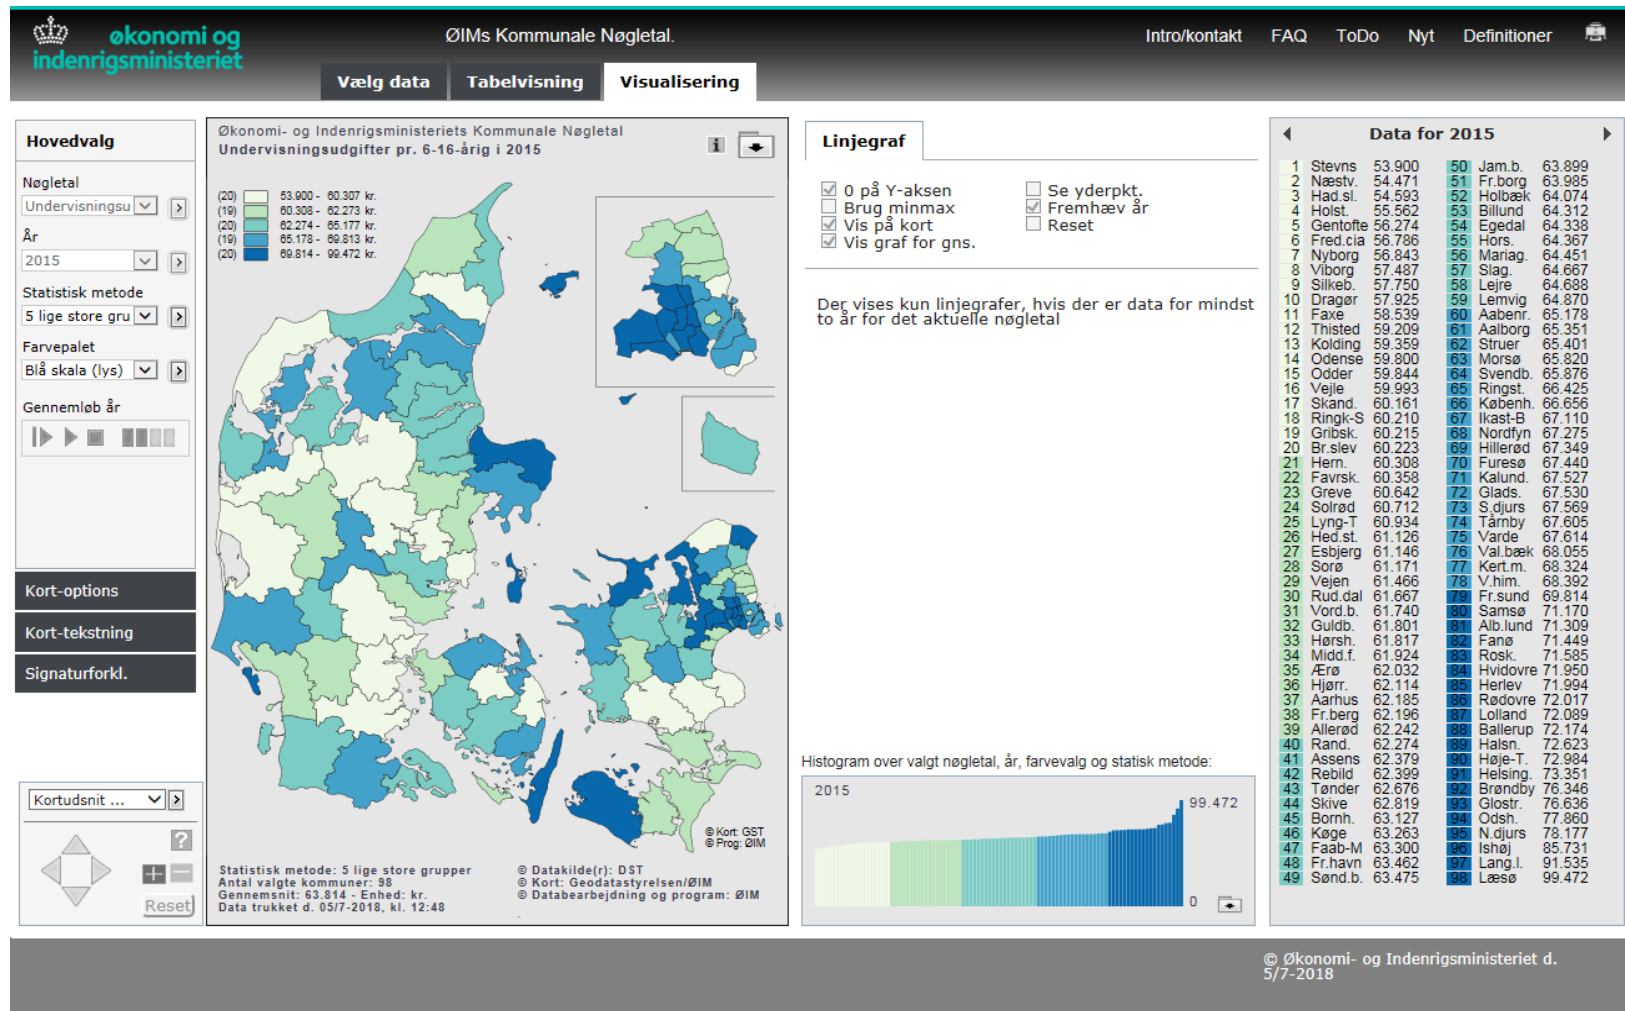 økonomi og
indenrigsministeriet
ØIMs Kommunale Nøgletal.
Intro/kontakt FAQ ToDo Nyt Definitioner
Vælg data Tabelvisning Visualisering
Hovedvalg
Nøgletal
Undervisningsu
År
2015
Statistisk metode
5 lige store gru
Farvepalet
Blå skala (lys)
Gennemløb år
Kort-options
Kort-tekstning
Signaturforkl.
Kortudsnit ...
?
Reset
Økonomi- og Indenrigsministeriets Kommunale Nøgletal
Undervisningsudgifter pr. 6-16-årig i 2015
i
(20) 53.900 - 60.307 kr.
(19) 60.308 - 62.273 kr.
(20) 62.274 - 65.177 kr.
(19) 65.178 - 69.813 kr.
(20) 69.814 - 99.472 kr.
© Kort: GST
© Prog: ØIM
Statistisk metode: 5 lige store grupper
Antal valgte kommuner: 98
Gennemsnit: 63.814 - Enhed: kr.
Data trukket d. 05/7-2018, kl. 12:48
© Datakilde(r): DST
© Kort: Geodatastyrelsen/ØIM
© Databearbejdning og program: ØIM
Linjegraf
0 på Y-aksen
Brug minmax
Vis på kort
Vis graf for gns.
Se yderpkt.
Fremhæv år
Reset
Der vises kun linjegrafer, hvis der er data for mindst
to år for det aktuelle nøgletal
Histogram over valgt nøgletal, år, farvevalg og statisk metode:
2015
99.472
0
Data for 2015
1 Stevns 53.900
2 Næstv. 54.471
3 Had.sl. 54.593
4 Holst. 55.562
5 Gentofte 56.274
6 Fred.cia 56.786
7 Nyborg 56.843
8 Viborg 57.487
9 Silkeb. 57.750
10 Dragør 57.925
11 Faxe 58.539
12 Thisted 59.209
13 Kolding 59.359
14 Odense 59.800
15 Odder 59.844
16 Vejle 59.993
17 Skand. 60.161
18 Ringk-S 60.210
19 Gribsk. 60.215
20 Br.slev 60.223
21 Hern. 60.308
22 Favrsk. 60.358
23 Greve 60.642
24 Solrød 60.712
25 Lyng-T 60.934
26 Hed.st. 61.126
27 Esbjerg 61.146
28 Sorø 61.171
29 Vejen 61.466
30 Rud.dal 61.667
31 Vord.b. 61.740
32 Guldb. 61.801
33 Hørsh. 61.817
34 Midd.f. 61.924
35 Ærø 62.032
36 Hjørr. 62.114
37 Aarhus 62.185
38 Fr.berg 62.196
39 Allerød 62.242
40 Rand. 62.274
41 Assens 62.379
42 Rebild 62.399
43 Tønder 62.676
44 Skive 62.819
45 Bornh. 63.127
46 Køge 63.263
47 Faab-M 63.300
48 Fr.havn 63.462
49 Sønd.b. 63.475
50 Jam.b. 63.899
51 Fr.borg 63.985
52 Holbæk 64.074
53 Billund 64.312
54 Egedal 64.338
55 Hors. 64.367
56 Mariag. 64.451
57 Slag. 64.667
58 Lejre 64.688
59 Lemvig 64.870
60 Aabenr. 65.178
61 Aalborg 65.351
62 Struer 65.401
63 Morsø 65.820
64 Svendb. 65.876
65 Ringst. 66.425
66 Københ. 66.656
67 Ikast-B 67.110
68 Nordfyn 67.275
69 Hillerød 67.349
70 Furesø 67.440
71 Kalund. 67.527
72 Glads. 67.530
73 S.djurs 67.569
74 Tårnby 67.605
75 Varde 67.614
76 Val.bæk 68.055
77 Kert.m. 68.324
78 V.him. 68.392
79 Fr.sund 69.814
80 Samsø 71.170
81 Alb.lund 71.309
82 Fanø 71.449
83 Rosk. 71.585
84 Hvidovre 71.950
85 Herlev 71.994
86 Rødovre 72.017
87 Lolland 72.089
88 Ballerup 72.174
89 Halsn. 72.623
90 Høje-T. 72.984
91 Helsing. 73.351
92 Brøndby 76.346
93 Glostr. 76.636
94 Odsh. 77.860
95 N.djurs 78.177
96 Ishøj 85.731
97 Lang.l. 91.535
98 Læsø 99.472
© Økonomi- og Indenrigsministeriet d.
5/7-2018